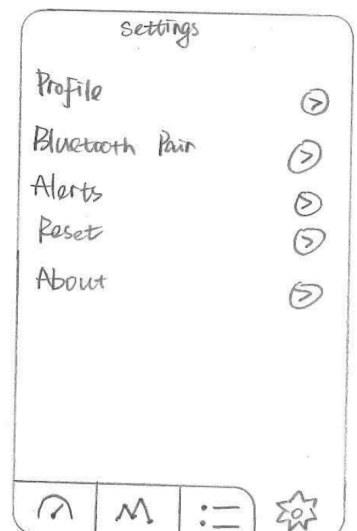 Settings
Profile
Bluetooth Pair
Alerts
Reset
About